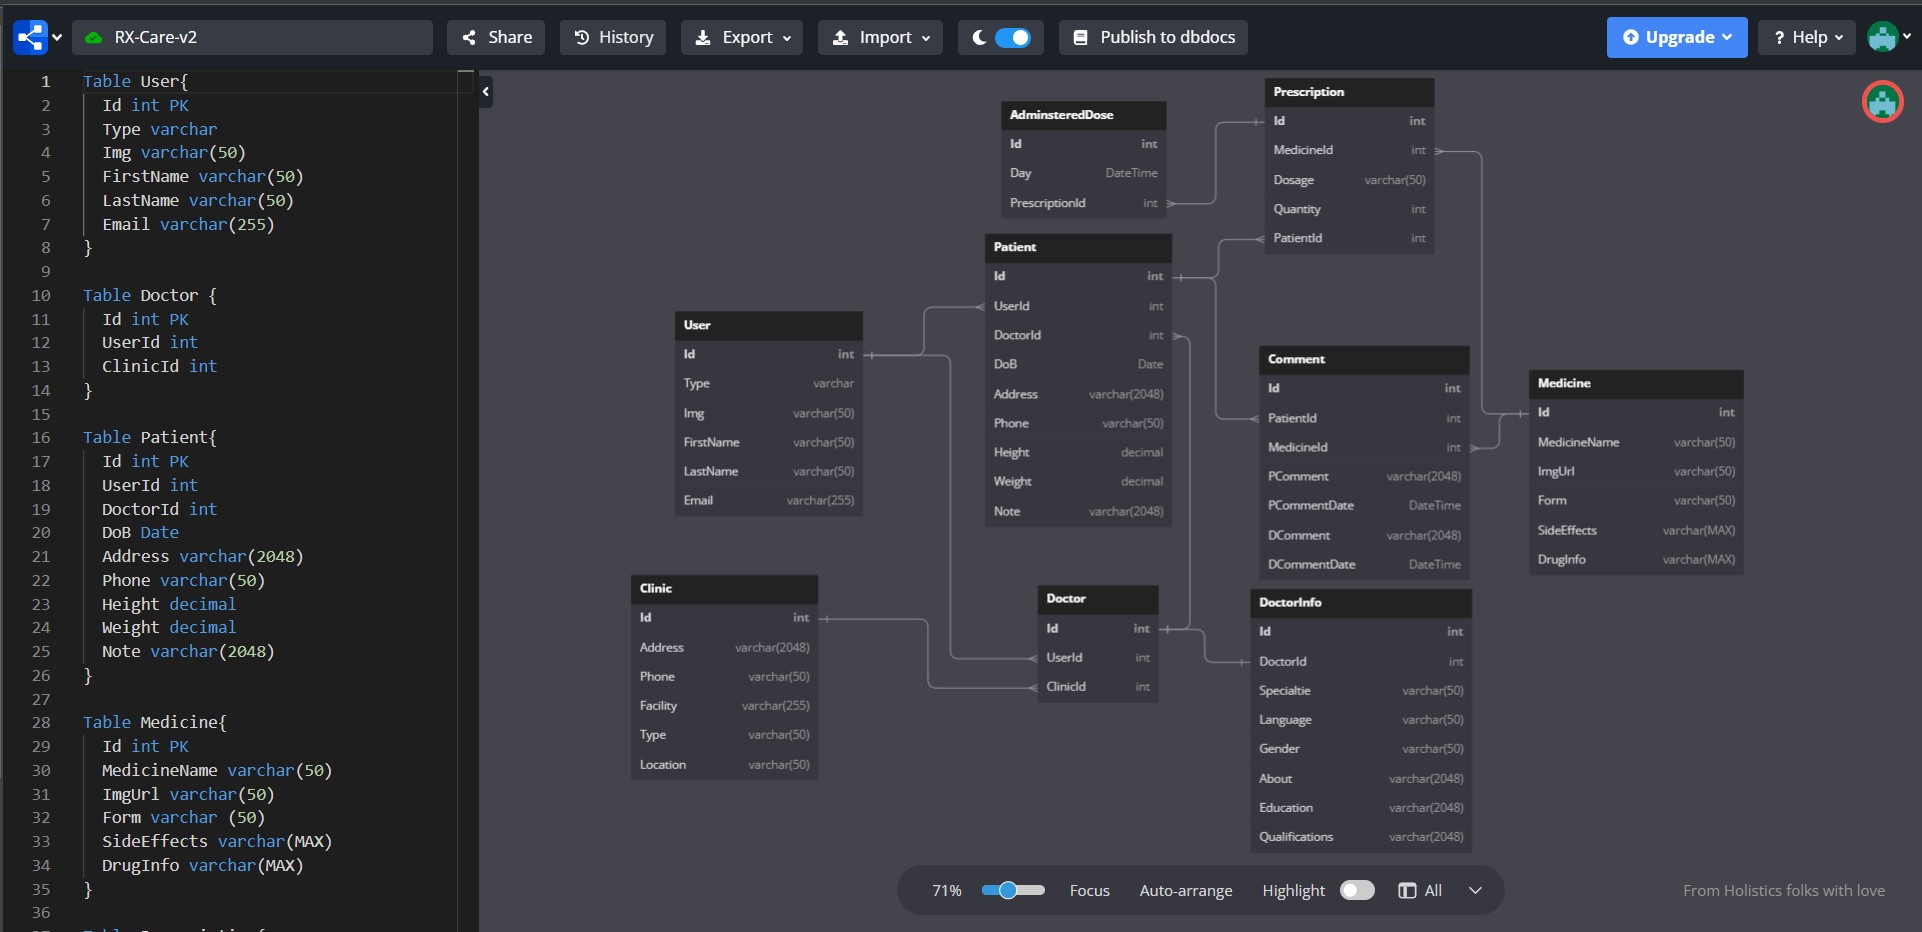 RX-Care-v2
Share
History
Export
Import
Publish to dbdocs
Upgrade
? Help
1 Table User{
2 Id int PK
3 Type varchar
4 Img varchar(50)
5 FirstName varchar(50)
6 LastName varchar(50)
7 Email varchar(255)
8 }
9
10 Table Doctor {
11 Id int PK
12 UserId int
13 ClinicId int
14 }
15
16 Table Patient{
17 Id int PK
18 UserId int
19 DoctorId int
20 DoB Date
21 Address varchar(2048)
22 Phone varchar(50)
23 Height decimal
24 Weight decimal
25 Note varchar(2048)
26 }
27
28 Table Medicine{
29 Id int PK
30 MedicineName varchar(50)
31 ImgUrl varchar(50)
32 Form varchar (50)
33 SideEffects varchar(MAX)
34 DrugInfo varchar(MAX)
35 }
36
AdminsteredDose
Id int
Day DateTime
PrescriptionId int
Prescription
Id int
MedicineId int
Dosage varchar(50)
Quantity int
PatientId int
Patient
Id int
UserId int
DoctorId int
DoB Date
Address varchar(2048)
Phone varchar(50)
Height decimal
Weight decimal
Note varchar(2048)
User
Id int
Type varchar
Img varchar(50)
FirstName varchar(50)
LastName varchar(50)
Email varchar(255)
Comment
Id int
PatientId int
MedicineId int
PComment varchar(2048)
PCommentDate DateTime
DComment varchar(2048)
DCommentDate DateTime
Medicine
Id int
MedicineName varchar(50)
ImgUrl varchar(50)
Form varchar(50)
SideEffects varchar(MAX)
DrugInfo varchar(MAX)
Clinic
Id int
Address varchar(2048)
Phone varchar(50)
Facility varchar(255)
Type varchar(50)
Location varchar(50)
Doctor
Id int
UserId int
ClinicId int
DoctorInfo
Id int
DoctorId int
Specialtie varchar(50)
Language varchar(50)
Gender varchar(50)
About varchar(2048)
Education varchar(2048)
Qualifications varchar(2048)
71%
Focus
Auto-arrange
Highlight
All
From Holistics folks with love